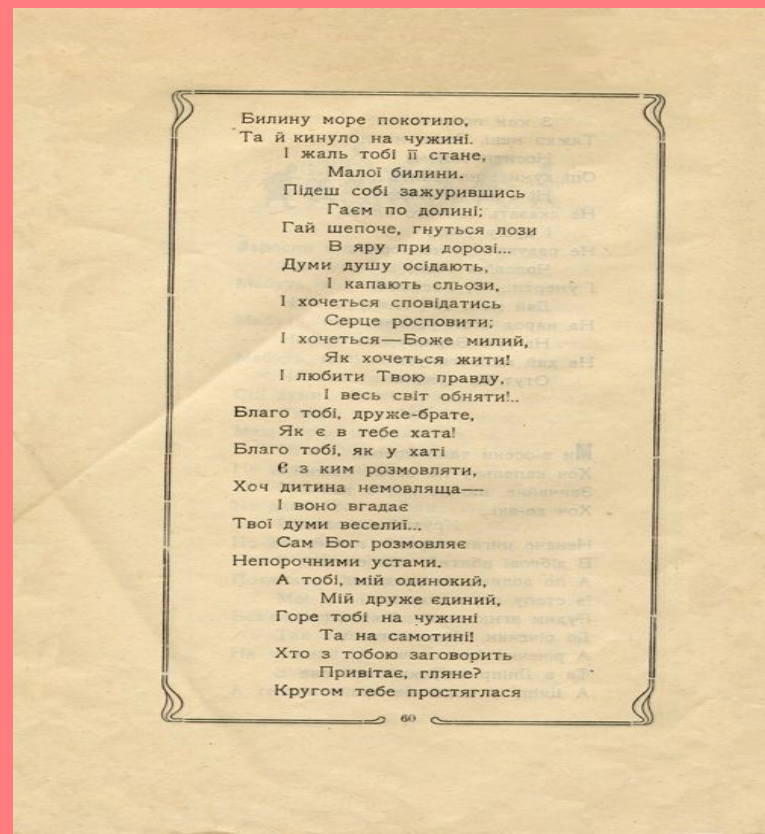 Билину море покотило,
Та й кинуло на чужині.
І жаль тобі її стане,
Малої билини.
Підеш собі зажурившись
Гаєм по долині;
Гай шепоче, гнуться лози
В яру при дорозі...
Думи душу осідають,
І капають сльози,
І хочеться сповідатись
Серце росповити;
І хочеться—Боже милий,
Як хочеться жити!
І любити Твою правду,
І весь світ обняти!..
Благо тобі, друже-брате,
Як є в тебе хата!
Благо тобі, як у хаті
Є з ким розмовляти,
Хоч дитина немовляща—
І воно вгадає
Твої думи веселиї...
Сам Бог розмовляє
Непорочними устами.
А тобі, мій одинокий,
Мій друже єдиний,
Горе тобі на чужині
Та на самотині!
Хто з тобою заговорить
Привітає, гляне?
Кругом тебе простяглася
60